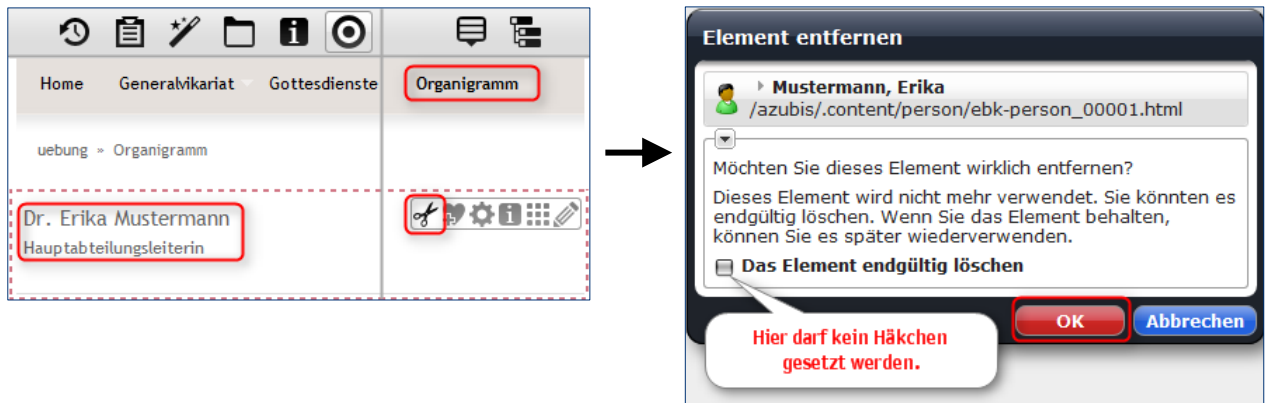 Home Generalvikariat Gottesdienste Organigramm
uebung » Organigramm
Dr. Erika Mustermann
Hauptabteilungsleiterin
Element entfernen
Mustermann, Erika
/azubis/.content/person/ebk-person_00001.html
Möchten Sie dieses Element wirklich entfernen?
Dieses Element wird nicht mehr verwendet. Sie könnten es
endgültig löschen. Wenn Sie das Element behalten,
können Sie es später wiederverwenden.
Das Element endgültig löschen
OK Abbrechen
Hier darf kein Häkchen
gesetzt werden.